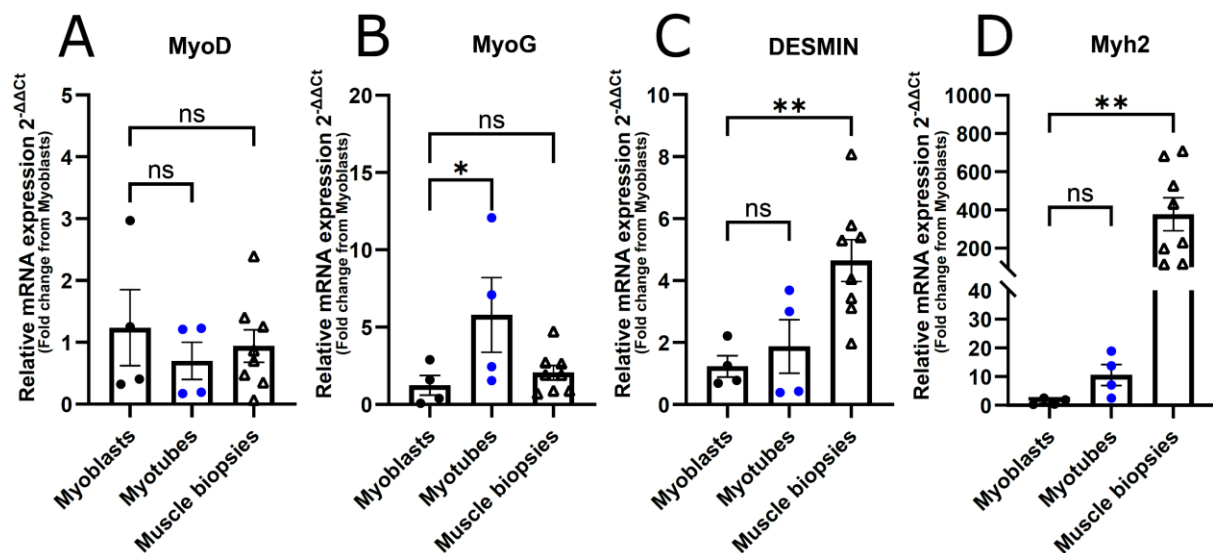 A
MyoD
Relative mRNA expression 2^-ΔΔCt
(Fold change from Myoblasts)
5
4
3
2
1
0
ns
ns
Myoblasts
Myotubes
Muscle biopsies
B
MyoG
Relative mRNA expression 2^-ΔΔCt
(Fold change from Myoblasts)
20
15
10
5
0
ns
*
Myoblasts
Myotubes
Muscle biopsies
C
DESMIN
Relative mRNA expression 2^-ΔΔCt
(Fold change from Myoblasts)
10
8
6
4
2
0
**
ns
Myoblasts
Myotubes
Muscle biopsies
D
Myh2
Relative mRNA expression 2^-ΔΔCt
(Fold change from Myoblasts)
1000
800
600
400
200
40
30
20
10
0
**
ns
Myoblasts
Myotubes
Muscle biopsies